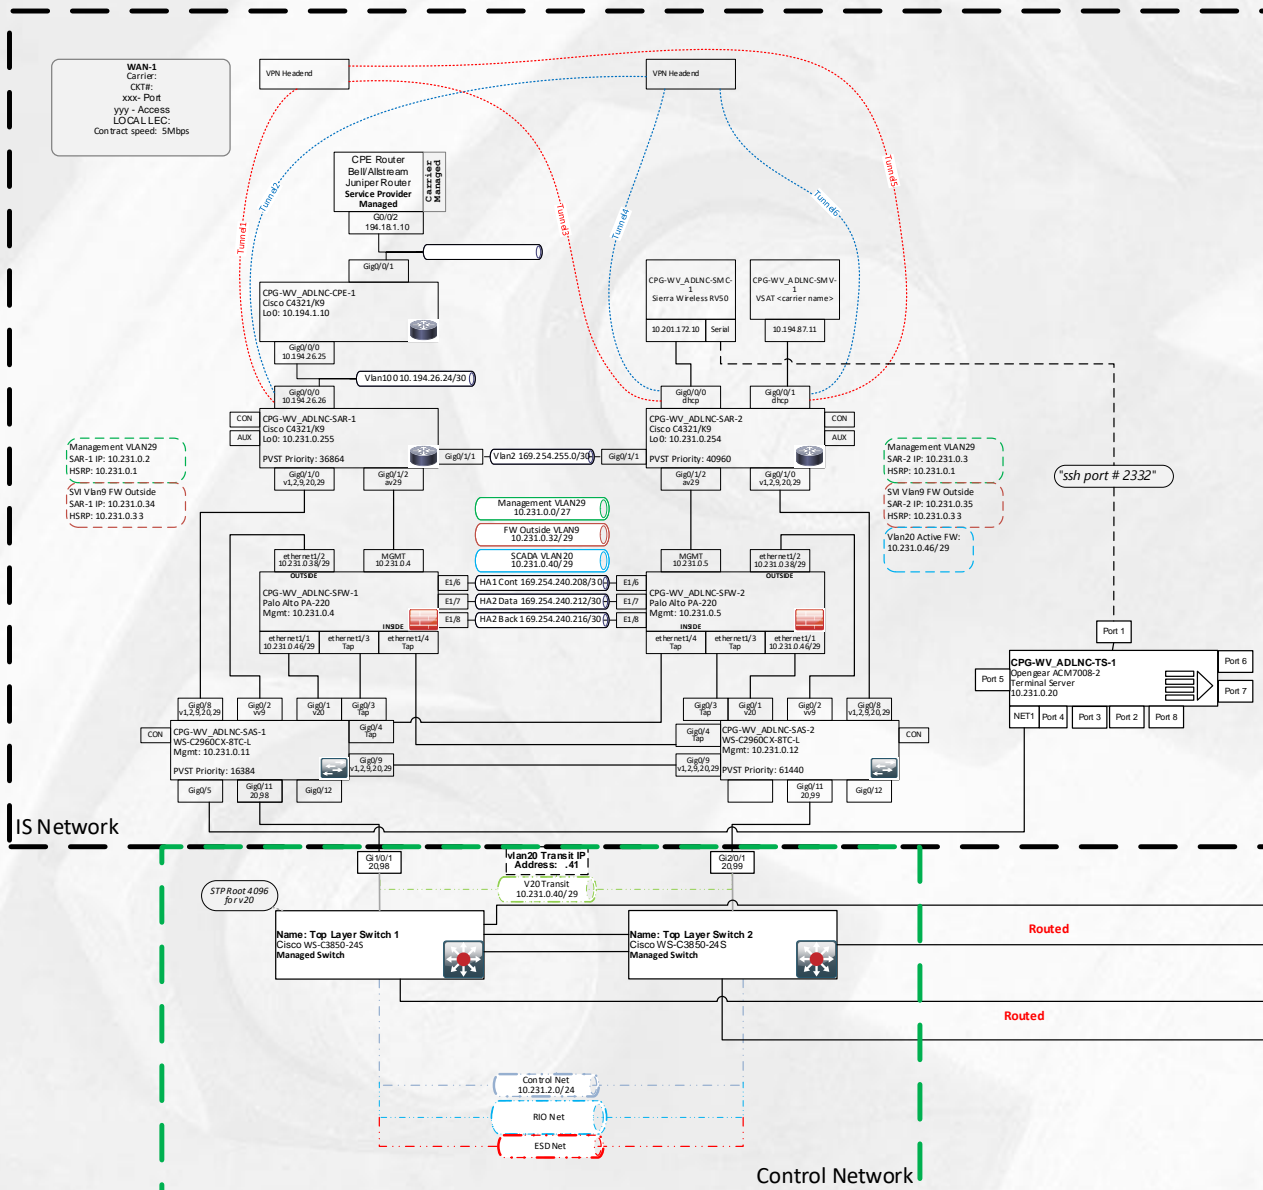 WAN-1
Carrier:
CKT#:
xxx- Port
yyy - Access
LOCAL LEC:
Contract speed: 5Mbps
VPN Headend
VPN Headend
CPE Router
Bell/Allstream
Juniper Router
Service Provider
Managed
Carrier
Managed
G0/0/2
194.18.1.10
Tunnel1
Tunnel2
Tunnel3
Tunnel4
Tunnel6
Tunnel5
Gig0/0/1
CPG-WV_ADLNC-CPE-1
Cisco C4321/K9
Lo0: 10.194.1.10
Gig0/0/0
10.194.26.25
Vlan100 10.194.26.24/30
CPG-WV_ADLNC-SMC-
1
Sierra Wireless RV50
10.201.172.10
Serial
CPG-WV_ADLNC-SMV-
1
VSAT <carrier name>
10.194.87.11
Gig0/0/0
10.194.26.26
CON
AUX
CPG-WV_ADLNC-SAR-1
Cisco C4321/K9
Lo0: 10.231.0.255
PVST Priority: 36864
Gig0/1/1
Vlan2 169.254.255.0/30
Gig0/1/1
Gig0/0/0
dhcp
Gig0/0/1
dhcp
CPG-WV_ADLNC-SAR-2
Cisco C4321/K9
Lo0: 10.231.0.254
PVST Priority: 40960
CON
AUX
Gig0/1/0
v1,2,9,20,29
Gig0/1/2
av29
Gig0/1/2
av29
Gig0/1/0
v1,2,9,20,29
Management VLAN29
SAR-1 IP: 10.231.0.2
HSRP: 10.231.0.1
SVI Vlan9 FW Outside
SAR-1 IP: 10.231.0.34
HSRP: 10.231.0.33
Management VLAN29
SAR-2 IP: 10.231.0.3
HSRP: 10.231.0.1
SVI Vlan9 FW Outside
SAR-2 IP: 10.231.0.35
HSRP: 10.231.0.33
Vlan20 Active FW:
10.231.0.46/29
"ssh port # 2332"
Management VLAN29
10.231.0.0/27
FW Outside VLAN9
10.231.0.32/29
SCADA VLAN20
10.231.0.40/29
ethernet1/2
10.231.0.38/29
MGMT
10.231.0.4
OUTSIDE
CPG-WV_ADLNC-SFW-1
Palo Alto PA-220
Mgmt: 10.231.0.4
INSIDE
E1/6
HA1 Cont 169.254.240.208/30
E1/6
E1/7
HA2 Data 169.254.240.212/30
E1/7
E1/8
HA2 Back 169.254.240.216/30
E1/8
MGMT
10.231.0.5
ethernet1/2
10.231.0.38/29
OUTSIDE
CPG-WV_ADLNC-SFW-2
Palo Alto PA-220
Mgmt: 10.231.0.5
INSIDE
ethernet1/1
10.231.0.46/29
ethernet1/3
Tap
ethernet1/4
Tap
ethernet1/4
Tap
ethernet1/3
Tap
ethernet1/1
10.231.0.46/29
Port 1
Port 5
CPG-WV_ADLNC-TS-1
Opengear ACM7008-2
Terminal Server
10.231.0.20
Port 6
Port 7
NET1
Port 4
Port 3
Port 2
Port 8
Gig0/8
v1,2,9,20,29
Gig0/2
vv9
Gig0/1
v20
Gig0/3
Tap
Gig0/4
Tap
CON
CPG-WV_ADLNC-SAS-1
WS-C2960CX-8TC-L
Mgmt: 10.231.0.11
PVST Priority: 16384
Gig0/9
v1,2,9,20,29
Gig0/5
Gig0/11
20,98
Gig0/12
Gig0/3
Tap
Gig0/1
v20
Gig0/2
vv9
Gig0/8
v1,2,9,20,29
Gig0/4
Tap
CPG-WV_ADLNC-SAS-2
WS-C2960CX-8TC-L
Mgmt: 10.231.0.12
PVST Priority: 61440
CON
Gig0/9
v1,2,9,20,29
Gig0/11
20,99
Gig0/12
IS Network
Gi1/0/1
20,98
Vlan20 Transit IP
Address: .41
V20 Transit
10.231.0.40/29
Gi2/0/1
20,99
STP Root 4096
for v20
Name: Top Layer Switch 1
Cisco WS-C3850-24S
Managed Switch
Name: Top Layer Switch 2
Cisco WS-C3850-24S
Managed Switch
Routed
Routed
Control Net
10.231.2.0/24
RIO Net
ESD Net
Control Network